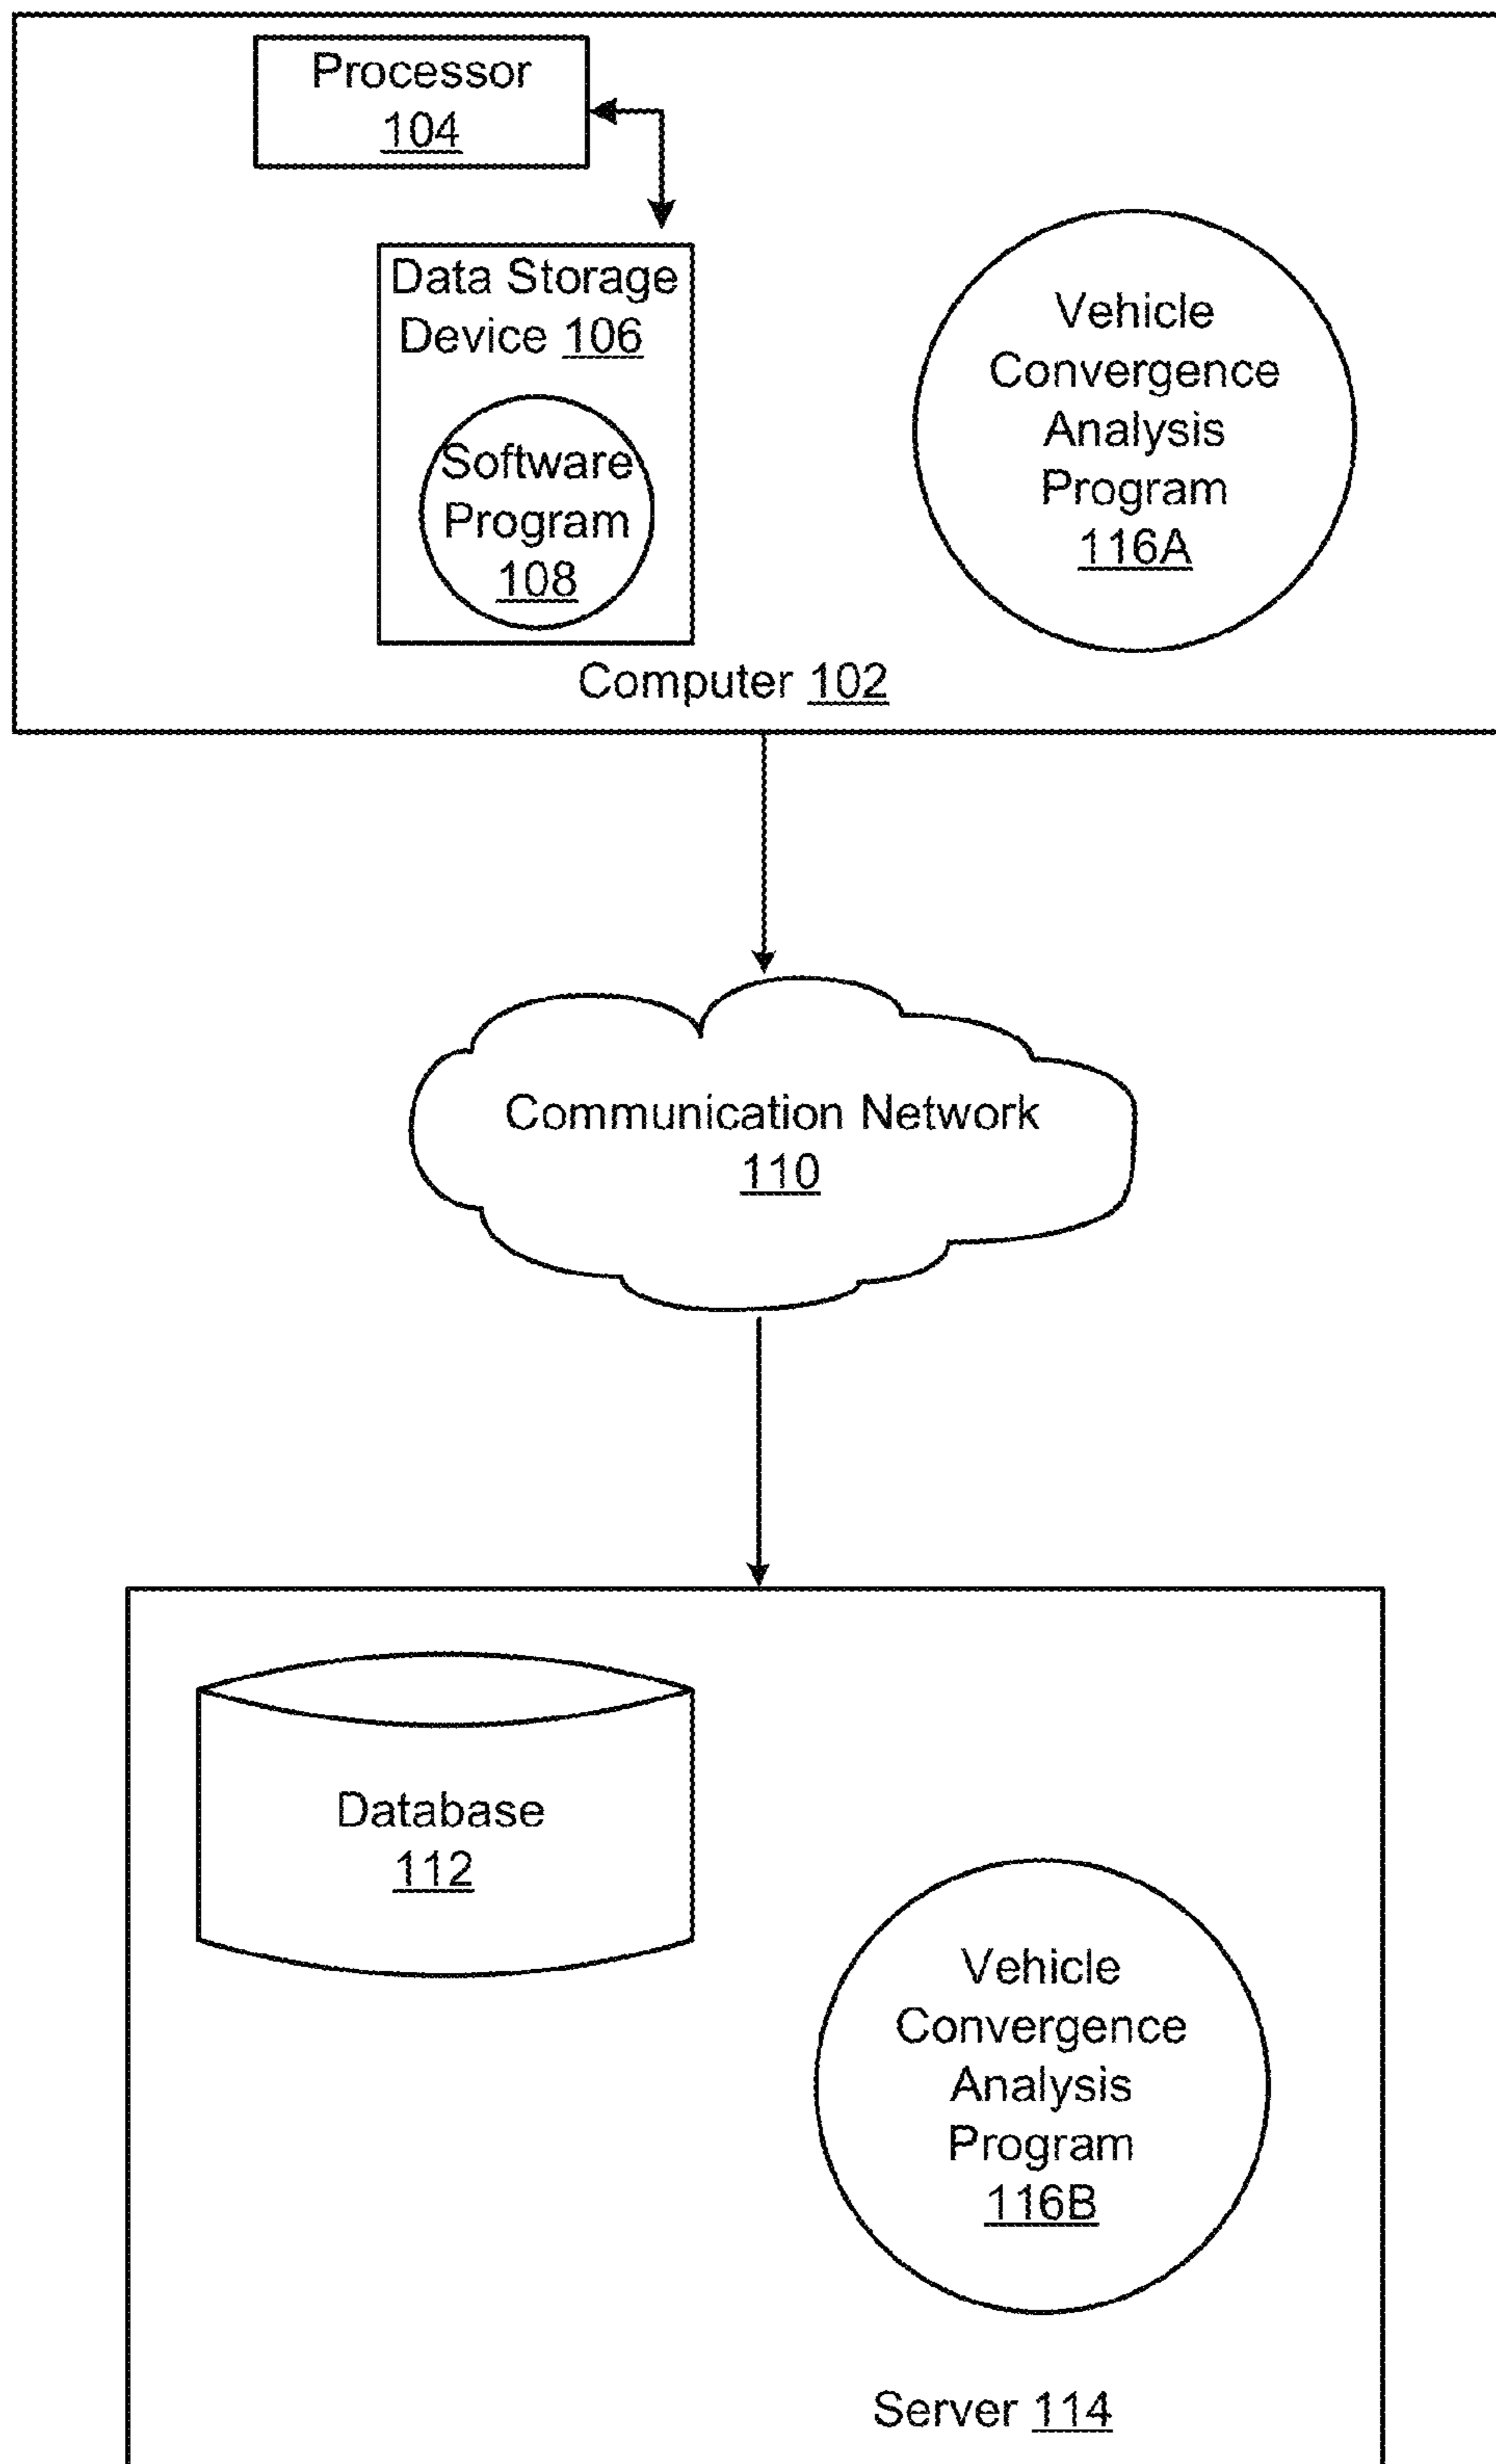 Processor
104
Data Storage
Device 106
Software
Program
108
Vehicle
Convergence
Analysis
Program
116A
Computer 102
Communication Network
110
Database
112
Vehicle
Convergence
Analysis
Program
116B
Server 114